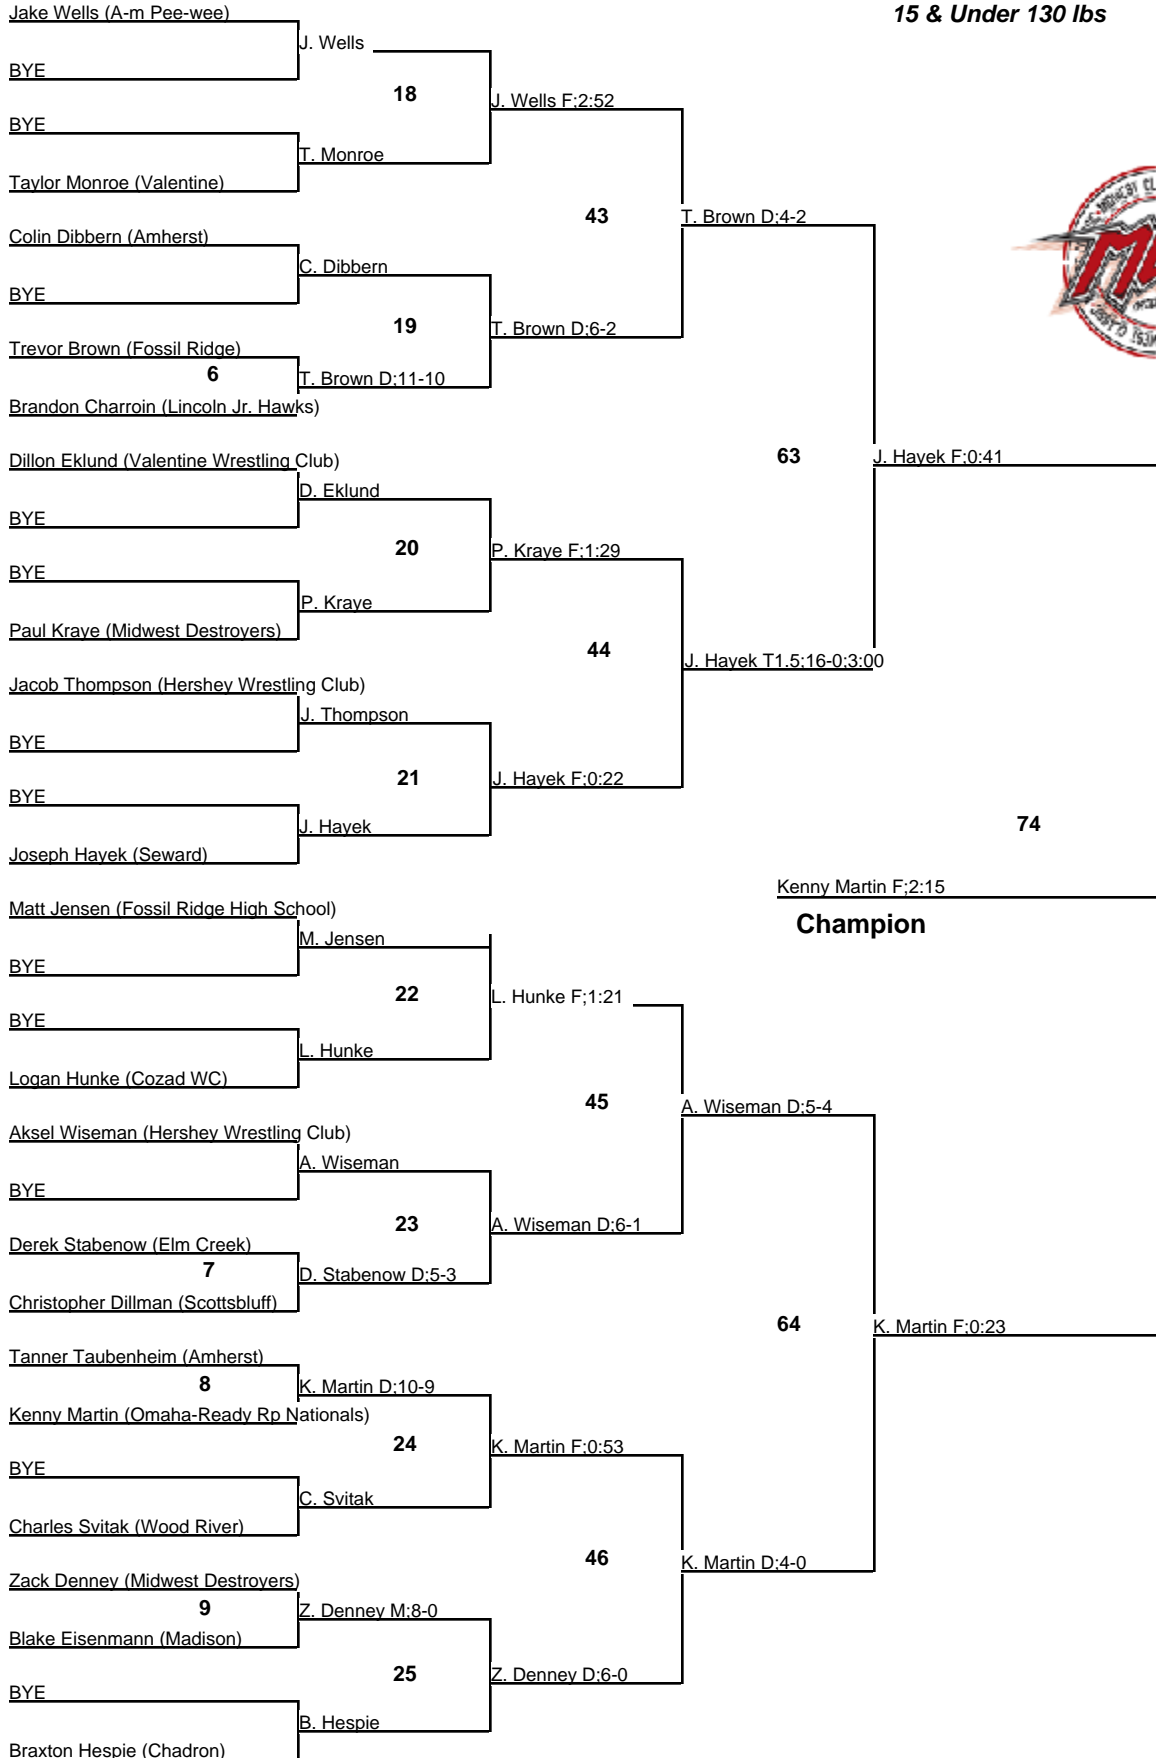 Jake Wells (A-m Pee-wee)
15 & Under 130 lbs
J. Wells
BYE
18
J. Wells F;2:52
BYE
T. Monroe
Taylor Monroe (Valentine)
43
T. Brown D;4-2
Colin Dibbern (Amherst)
C. Dibbern
BYE
19
T. Brown D;6-2
Trevor Brown (Fossil Ridge)
6
T. Brown D;11-10
Brandon Charroin (Lincoln Jr. Hawks)
63
J. Hayek F;0:41
Dillon Eklund (Valentine Wrestling Club)
D. Eklund
BYE
20
P. Kraye F;1:29
BYE
P. Kraye
Paul Kraye (Midwest Destroyers)
44
J. Hayek T1.5;16-0;3:00
Jacob Thompson (Hershey Wrestling Club)
J. Thompson
BYE
21
J. Hayek F;0:22
BYE
J. Hayek
74
Joseph Hayek (Seward)
Kenny Martin F;2:15
Champion
Matt Jensen (Fossil Ridge High School)
M. Jensen
BYE
22
L. Hunke F;1:21
BYE
L. Hunke
Logan Hunke (Cozad WC)
45
A. Wiseman D;5-4
Aksel Wiseman (Hershey Wrestling Club)
A. Wiseman
BYE
23
A. Wiseman D;6-1
Derek Stabenow (Elm Creek)
7
D. Stabenow D;5-3
Christopher Dillman (Scottsbluff)
64
K. Martin F;0:23
Tanner Taubenheim (Amherst)
8
K. Martin D;10-9
Kenny Martin (Omaha-Ready Rp Nationals)
24
K. Martin F;0:53
BYE
C. Svitak
Charles Svitak (Wood River)
46
K. Martin D;4-0
Zack Denney (Midwest Destroyers)
9
Z. Denney M;8-0
Blake Eisenmann (Madison)
25
Z. Denney D;6-0
BYE
B. Hespie
Braxton Hespie (Chadron)